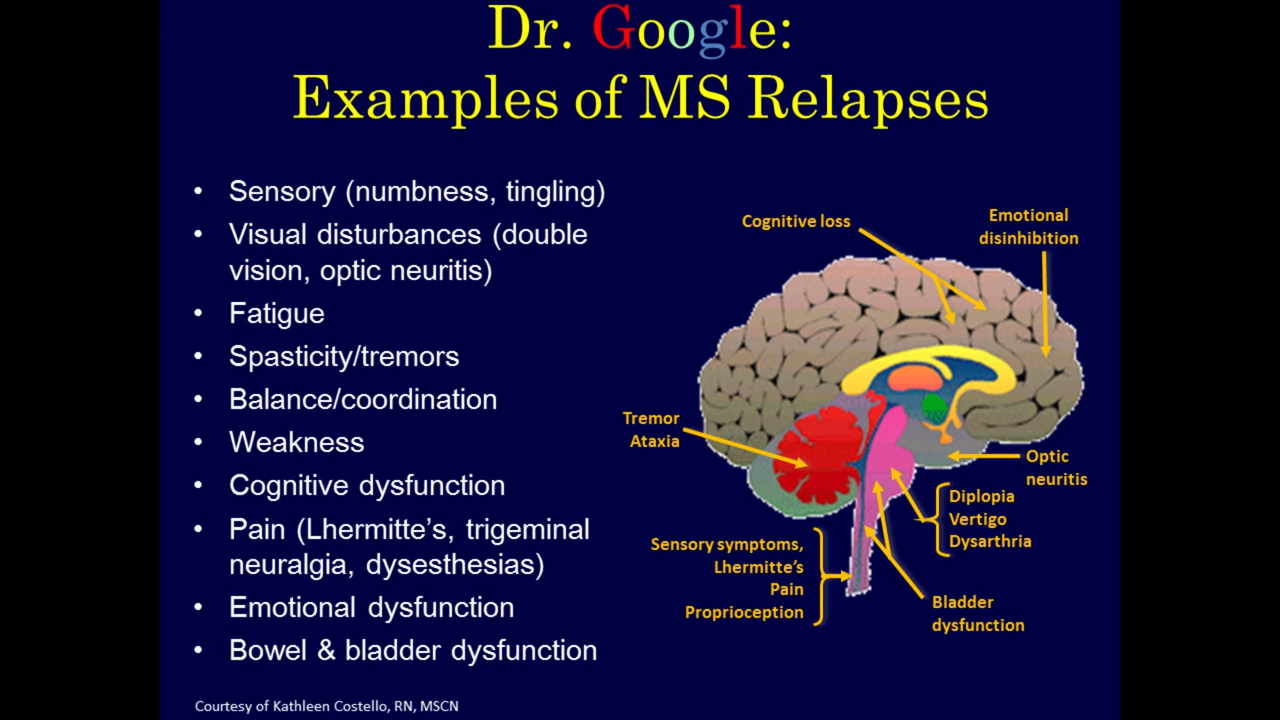 Dr. Google:
Examples of MS Relapses
• Sensory (numbness, tingling)
• Visual disturbances (double
vision, optic neuritis)
• Fatigue
• Spasticity/tremors
• Balance/coordination
• Weakness
• Cognitive dysfunction
• Pain (Lhermitte's, trigeminal
neuralgia, dysesthesias)
• Emotional dysfunction
• Bowel & bladder dysfunction
Cognitive loss
Emotional
disinhibition
Tremor
Ataxia
Optic
neuritis
Diplopia
Vertigo
Dysarthria
Sensory symptoms,
Lhermitte's
Pain
Proprioception
Bladder
dysfunction
Courtesy of Kathleen Costello, RN, MSCN